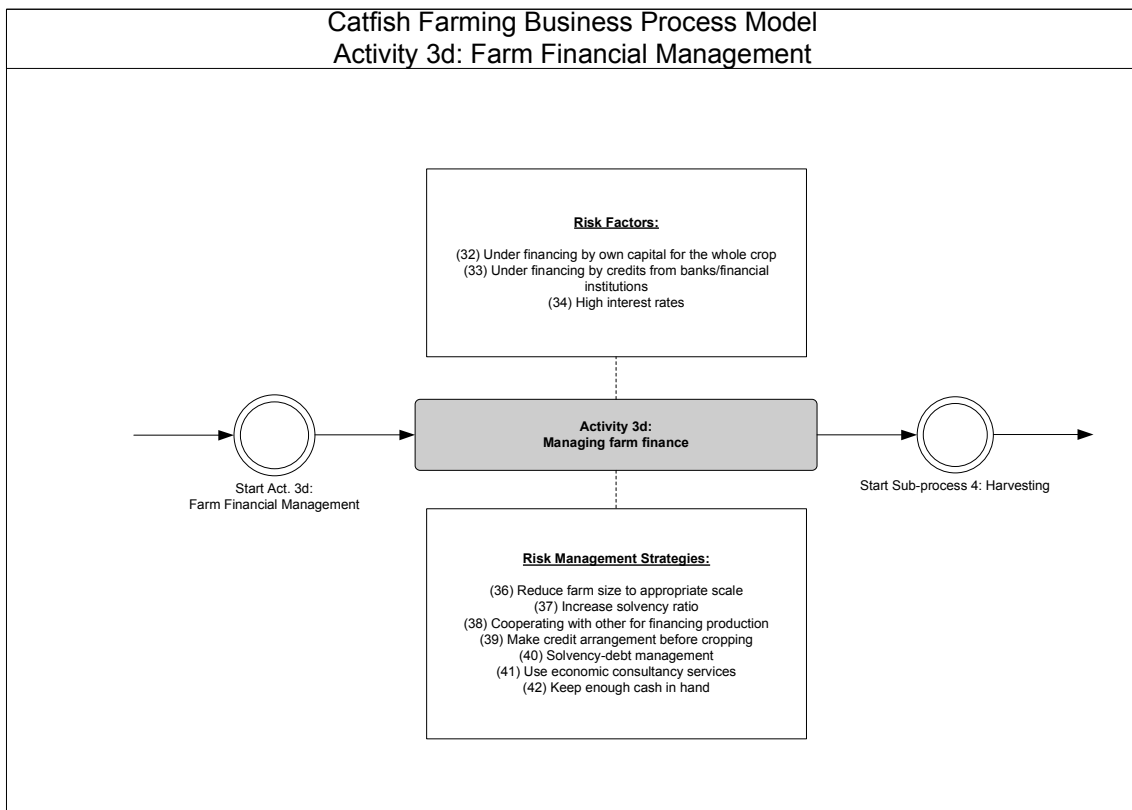 Catfish Farming Business Process Model
Activity 3d: Farm Financial Management
Risk Factors:
(32) Under financing by own capital for the whole crop
(33) Under financing by credits from banks/financial
institutions
(34) High interest rates
Activity 3d:
Managing farm finance
Start Act. 3d:
Farm Financial Management
Start Sub-process 4: Harvesting
Risk Management Strategies:
(36) Reduce farm size to appropriate scale
(37) Increase solvency ratio
(38) Cooperating with other for financing production
(39) Make credit arrangement before cropping
(40) Solvency-debt management
(41) Use economic consultancy services
(42) Keep enough cash in hand